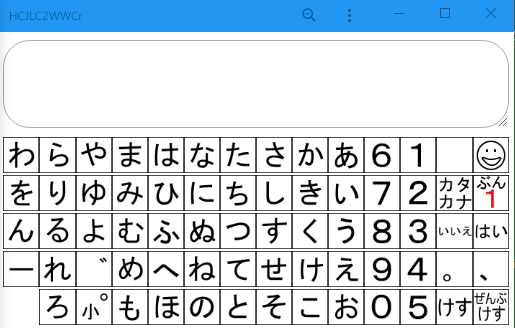 HCJLC2WWCr
わ ら や ま は な た さ か あ 6 1
を り ゆ み ひ に ち し き い 7 2 カタカナ ぶん1
ん る よ む ふ ぬ つ す く う 8 3 いいえ はい
ー れ ゛ め へ ね て せ け え 9 4 。 、
ろ 小゜ も ほ の と そ こ お 0 5 けす ぜんぶけす